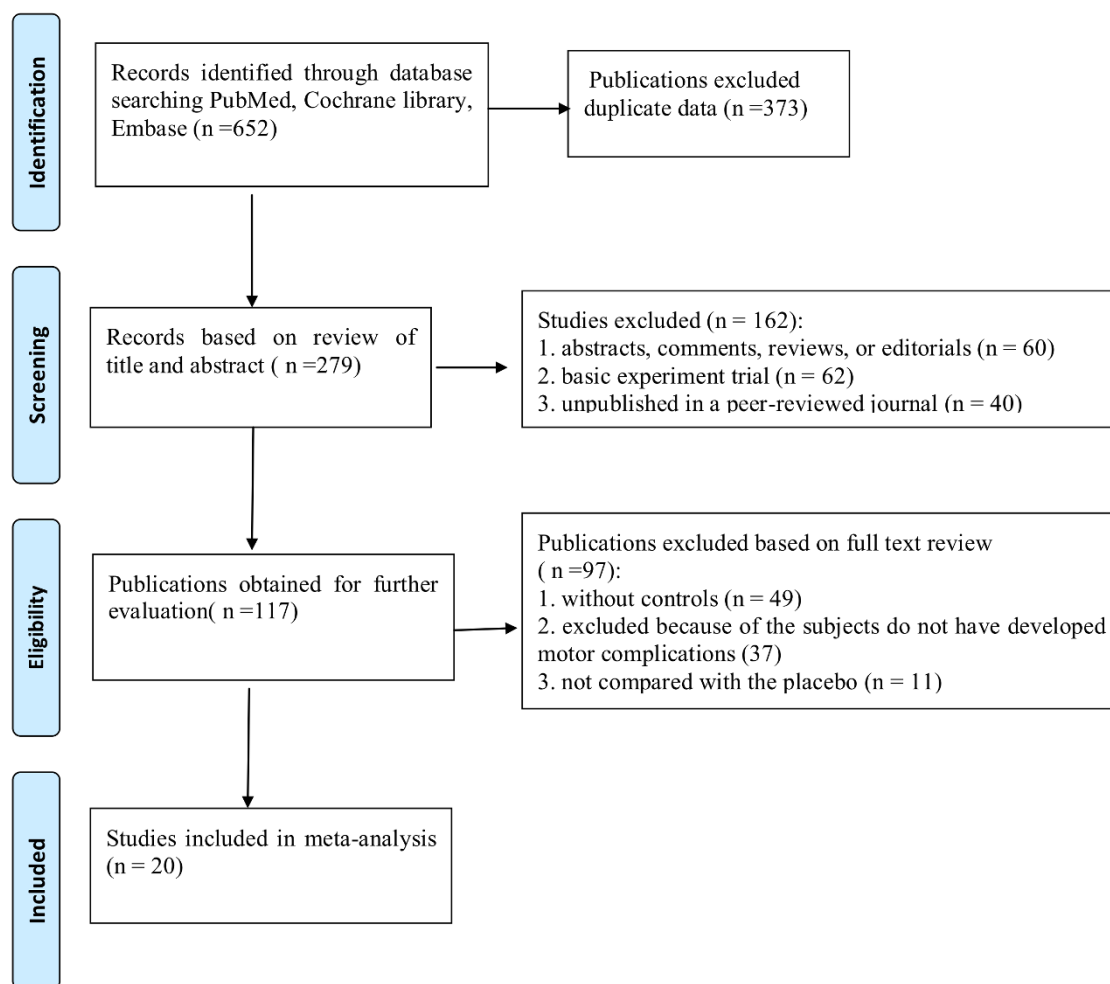 Identification
Records identified through database
searching PubMed, Cochrane library,
Embase (n =652)
Publications excluded
duplicate data (n =373)
Screening
Records based on review of
title and abstract ( n =279)
Studies excluded (n = 162):
1. abstracts, comments, reviews, or editorials (n = 60)
2. basic experiment trial (n = 62)
3. unpublished in a peer-reviewed journal (n = 40)
Eligibility
Publications obtained for further
evaluation( n =117)
Publications excluded based on full text review
( n =97):
1. without controls (n = 49)
2. excluded because of the subjects do not have developed
motor complications (37)
3. not compared with the placebo (n = 11)
Included
Studies included in meta-analysis
(n = 20)